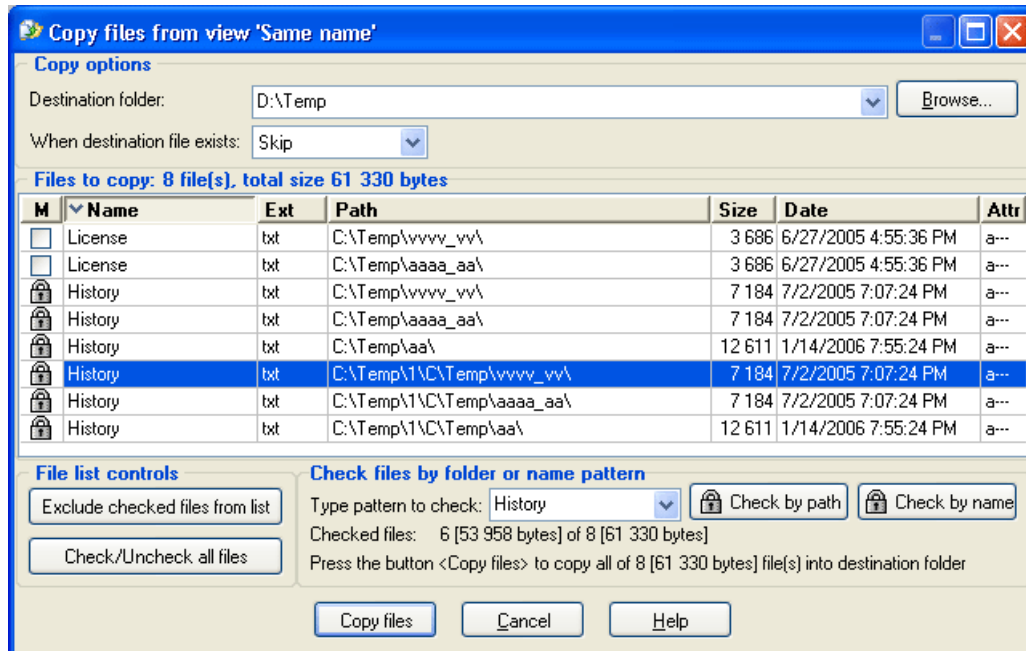 Copy files from view 'Same name'
Copy options
Destination folder: D:\Temp Browse...
When destination file exists: Skip
Files to copy: 8 file(s), total size 61 330 bytes
M Name Ext Path Size Date Attr
License txt C:\Temp\vvvv_vv\ 3 686 6/27/2005 4:55:36 PM a---
License txt C:\Temp\aaaa_aa\ 3 686 6/27/2005 4:55:36 PM a---
History txt C:\Temp\vvvv_vv\ 7 184 7/2/2005 7:07:24 PM a---
History txt C:\Temp\aaaa_aa\ 7 184 7/2/2005 7:07:24 PM a---
History txt C:\Temp\aa\ 12 611 1/14/2006 7:55:24 PM a---
History txt C:\Temp\1\C\Temp\vvvv_vv\ 7 184 7/2/2005 7:07:24 PM a---
History txt C:\Temp\1\C\Temp\aaaa_aa\ 7 184 7/2/2005 7:07:24 PM a---
History txt C:\Temp\1\C\Temp\aa\ 12 611 1/14/2006 7:55:24 PM a---
File list controls
Exclude checked files from list
Check/Uncheck all files
Check files by folder or name pattern
Type pattern to check: History Check by path Check by name
Checked files: 6 [53 958 bytes] of 8 [61 330 bytes]
Press the button <Copy files> to copy all of 8 [61 330 bytes] file(s) into destination folder
Copy files Cancel Help